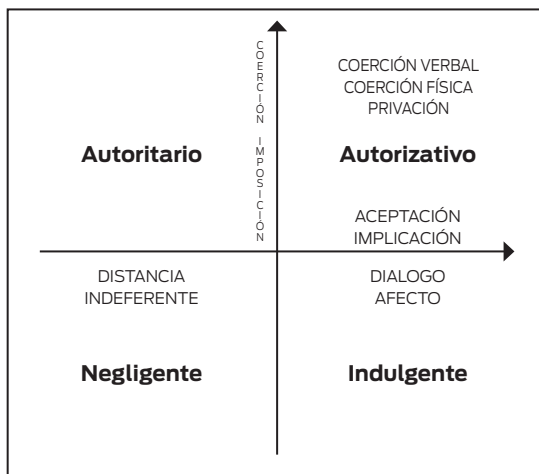 COERCIÓN IMPOSICIÓN
COERCIÓN VERBAL
COERCIÓN FÍSICA
PRIVACIÓN
Autoritario
Autorizativo
ACEPTACIÓN
IMPLICACIÓN
DISTANCIA
INDEFERENTE
DIALOGO
AFECTO
Negligente
Indulgente